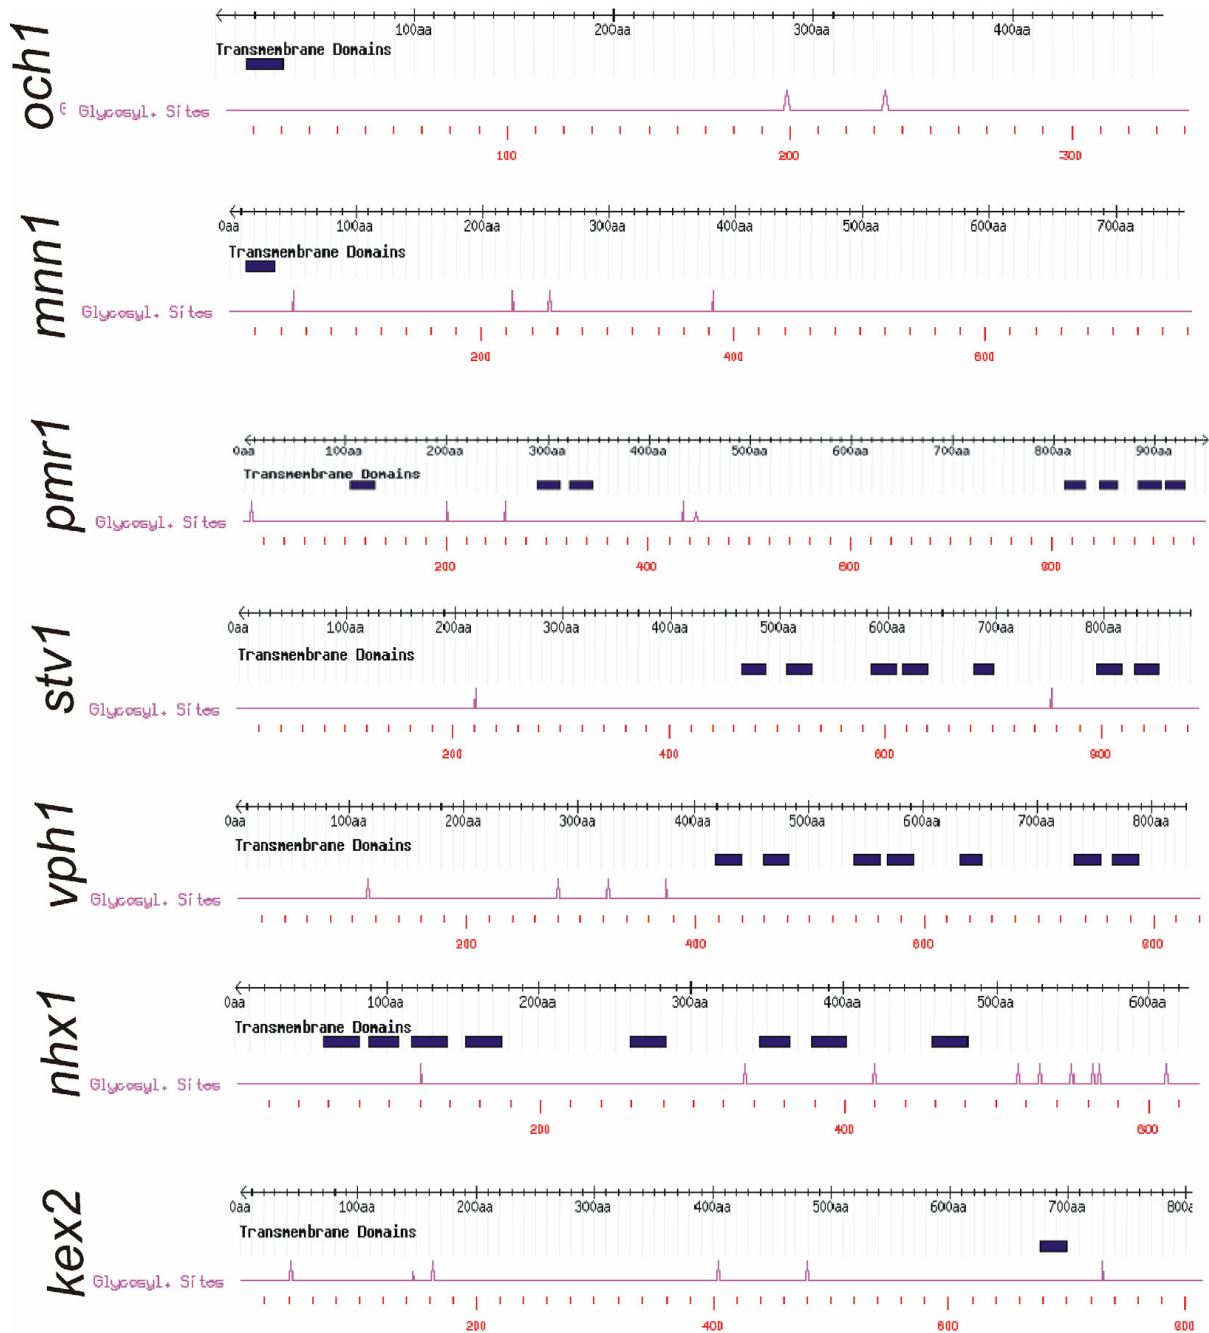 och1
100aa 200aa 300aa 400aa
Transmembrane Domains
Glycosyl. Sites
100 200 300
mnn1
0aa 100aa 200aa 300aa 400aa 500aa 600aa 700aa
Transmembrane Domains
Glycosyl. Sites
200 400 600
pmr1
0aa 100aa 200aa 300aa 400aa 500aa 600aa 700aa 800aa 900aa
Transmembrane Domains
Glycosyl. Sites
200 400 600 800
stv1
0aa 100aa 200aa 300aa 400aa 500aa 600aa 700aa 800aa
Transmembrane Domains
Glycosyl. Sites
200 400 600 800
vph1
0aa 100aa 200aa 300aa 400aa 500aa 600aa 700aa 800aa
Transmembrane Domains
Glycosyl. Sites
200 400 600 800
nhx1
0aa 100aa 200aa 300aa 400aa 500aa 600aa
Transmembrane Domains
Glycosyl. Sites
200 400 600
kex2
0aa 100aa 200aa 300aa 400aa 500aa 600aa 700aa 800a
Transmembrane Domains
Glycosyl. Sites
200 400 600 800